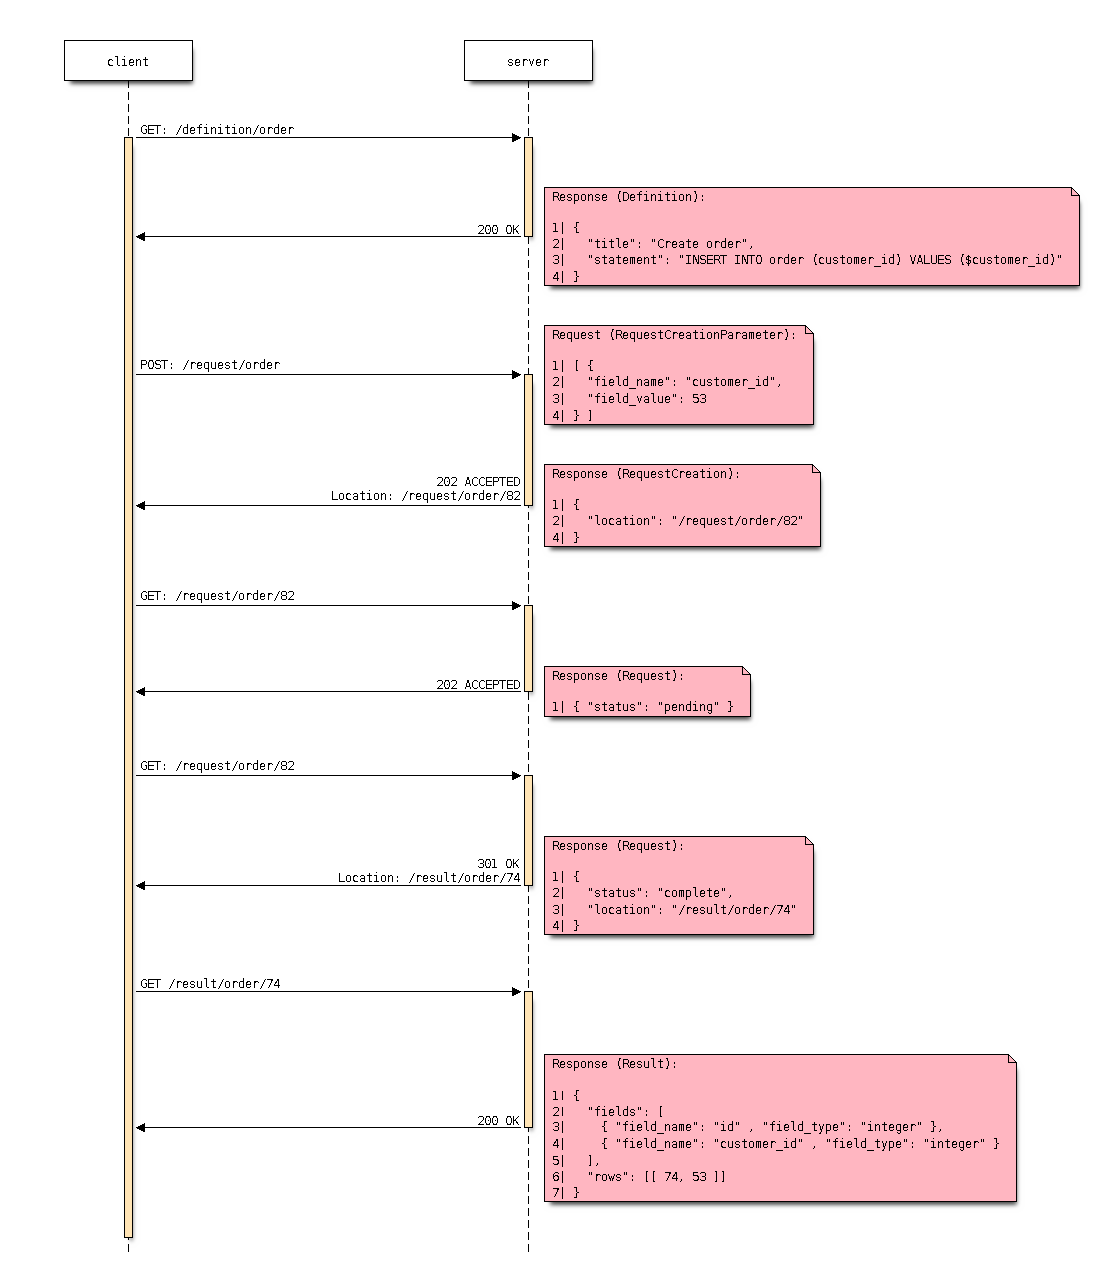 client
server
GET: /definition/order
Response (Definition):
1| {
2|   "title": "Create order",
3|   "statement": "INSERT INTO order (customer_id) VALUES ($customer_id)"
4| }
200 OK
Request (RequestCreationParameter):
1| [ {
2|   "field_name": "customer_id",
3|   "field_value": 53
4| } ]
POST: /request/order
Response (RequestCreation):
1| {
2|   "location": "/request/order/82"
4| }
202 ACCEPTED
Location: /request/order/82
GET: /request/order/82
Response (Request):
1| { "status": "pending" }
202 ACCEPTED
GET: /request/order/82
Response (Request):
1| {
2|   "status": "complete",
3|   "location": "/result/order/74"
4| }
301 OK
Location: /result/order/74
GET /result/order/74
Response (Result):
1| {
2|   "fields": [
3|     { "field_name": "id" , "field_type": "integer" },
4|     { "field_name": "customer_id" , "field_type": "integer" }
5|   ],
6|   "rows": [[ 74, 53 ]]
7| }
200 OK